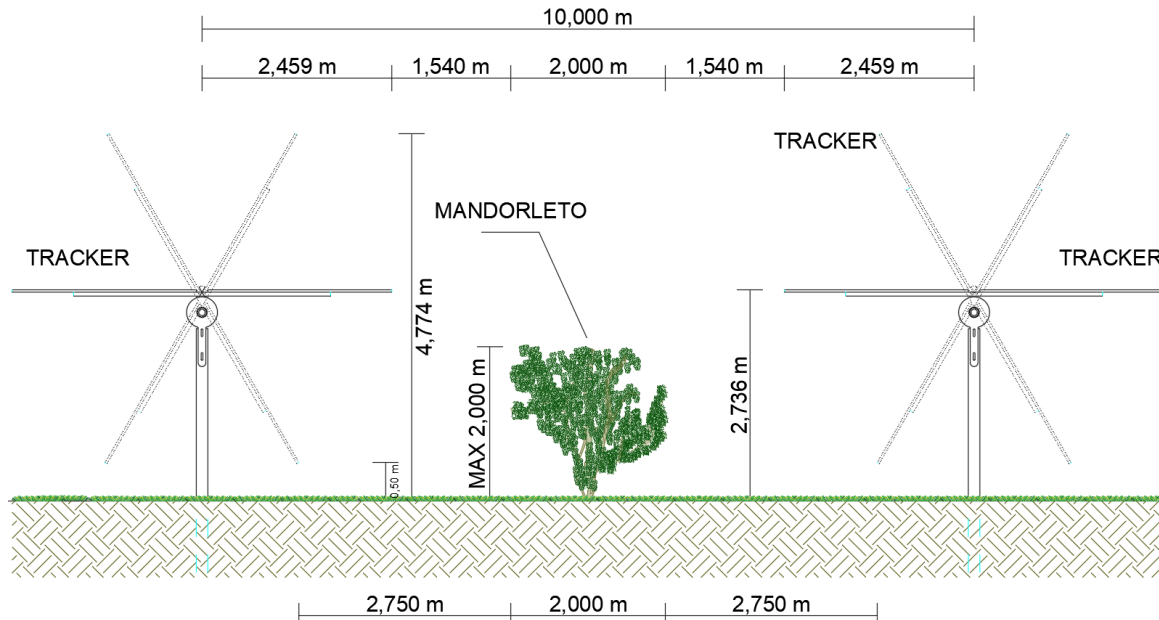 10,000 m
2,459 m
1,540 m
2,000 m
1,540 m
2,459 m
TRACKER
MANDORLETO
TRACKER
TRACKER
4,774 m
MAX 2,000 m
2,736 m
0,50 m
2,750 m
2,000 m
2,750 m